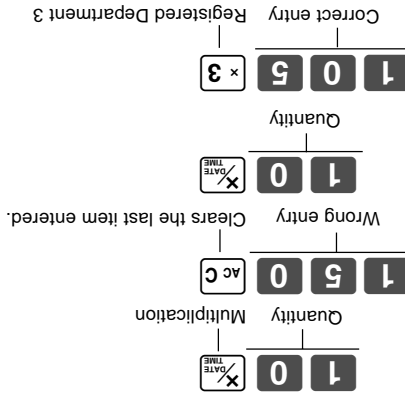 1 0 × DATE
TIME
Quantity Multiplication
1 5 0 AC C
Wrong entry Clears the last item entered.
1 0 × DATE
TIME
Quantity
1 0 5 × 3
Correct entry Registered Department 3